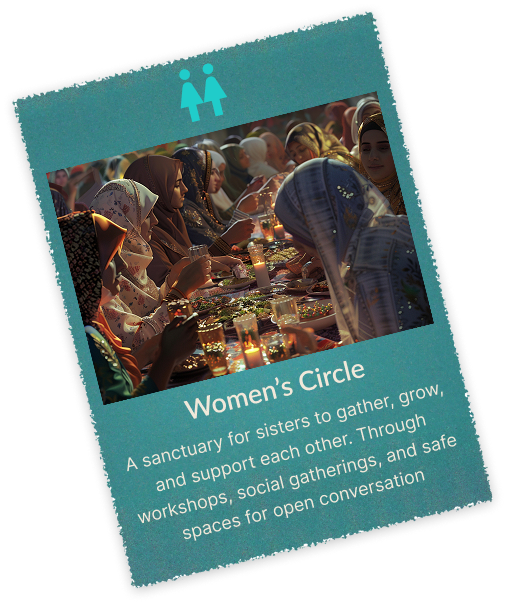 Women's Circle
A sanctuary for sisters to gather, grow,
and support each other. Through
workshops, social gatherings, and safe
spaces for open conversation